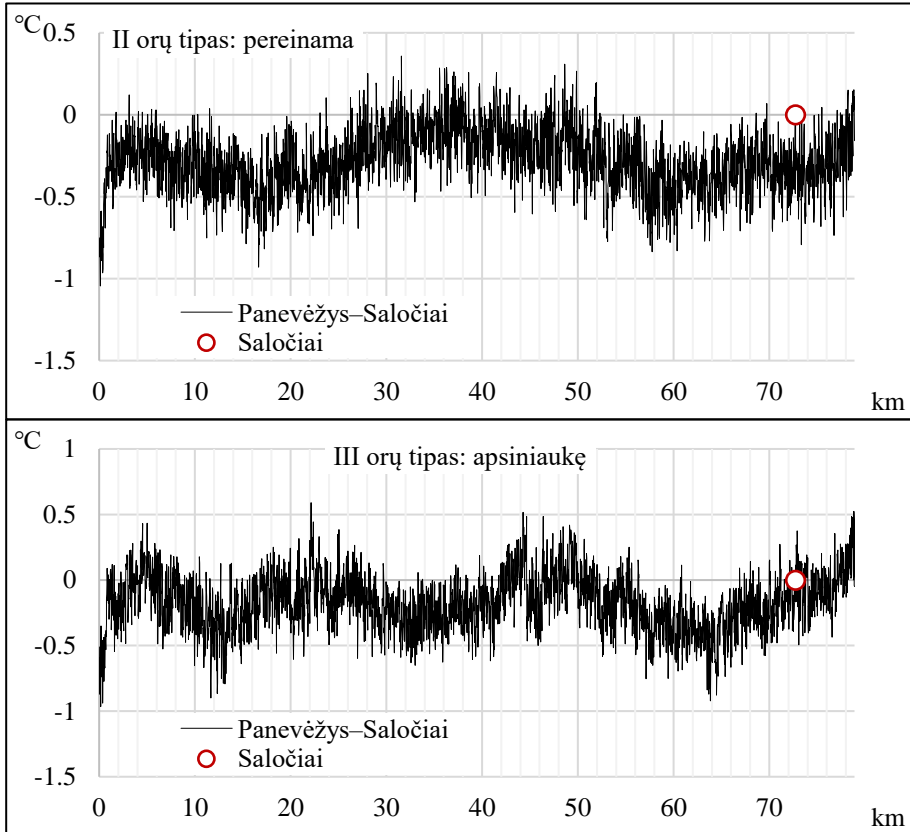 °C
0.5
II orų tipas: pereinama
0
-0.5
-1
Panevėžys–Saločiai
Saločiai
-1.5
0 10 20 30 40 50 60 70
km
°C
1
III orų tipas: apsiniaukę
0.5
0
-0.5
-1
Panevėžys–Saločiai
Saločiai
-1.5
0 10 20 30 40 50 60 70
km